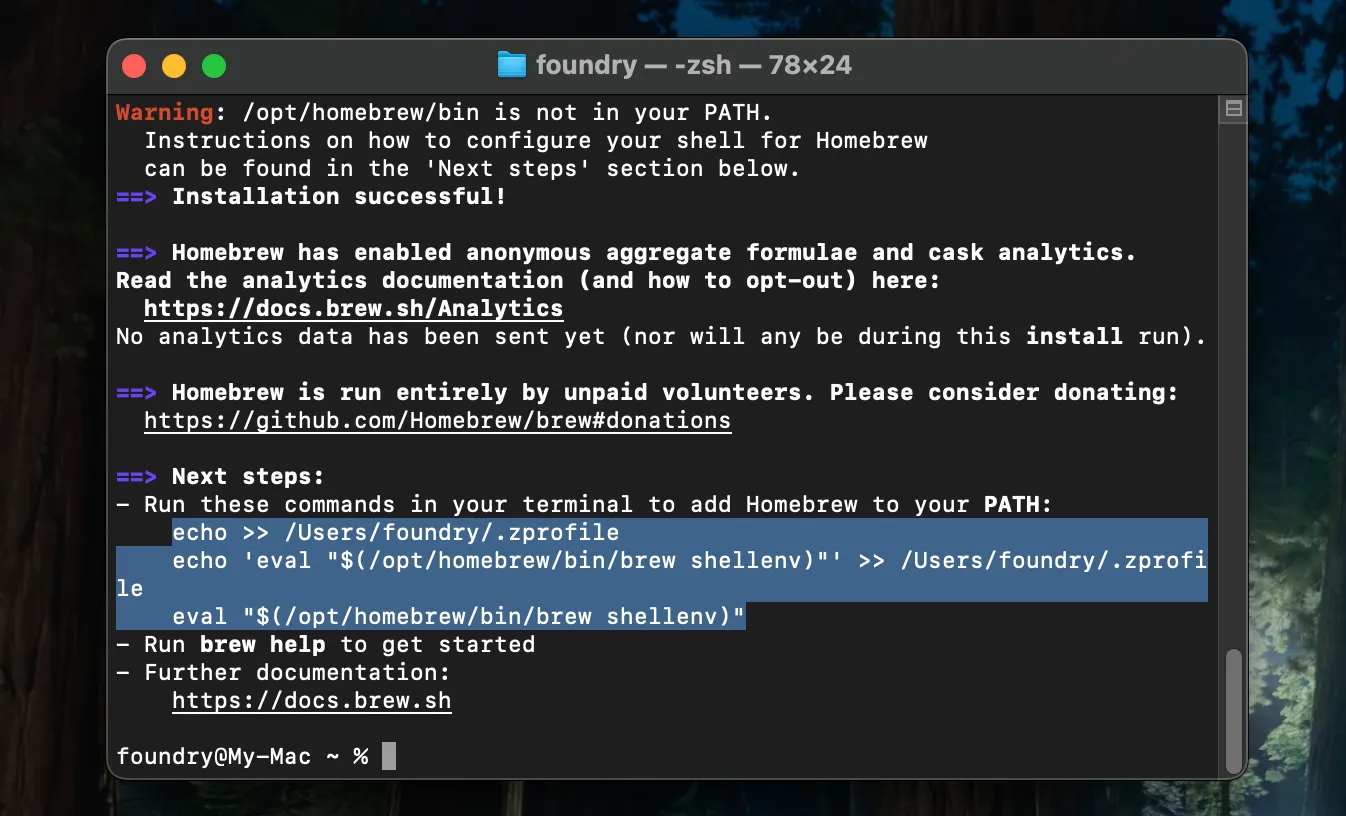 foundry — -zsh — 78×24
Warning: /opt/homebrew/bin is not in your PATH.
  Instructions on how to configure your shell for Homebrew
  can be found in the 'Next steps' section below.
==> Installation successful!

==> Homebrew has enabled anonymous aggregate formulae and cask analytics.
Read the analytics documentation (and how to opt-out) here:
  https://docs.brew.sh/Analytics
No analytics data has been sent yet (nor will any be during this install run).

==> Homebrew is run entirely by unpaid volunteers. Please consider donating:
  https://github.com/Homebrew/brew#donations

==> Next steps:
- Run these commands in your terminal to add Homebrew to your PATH:
    echo >> /Users/foundry/.zprofile
    echo 'eval "$(/opt/homebrew/bin/brew shellenv)"' >> /Users/foundry/.zprofi
le
    eval "$(/opt/homebrew/bin/brew shellenv)"
- Run brew help to get started
- Further documentation:
    https://docs.brew.sh

foundry@My-Mac ~ %